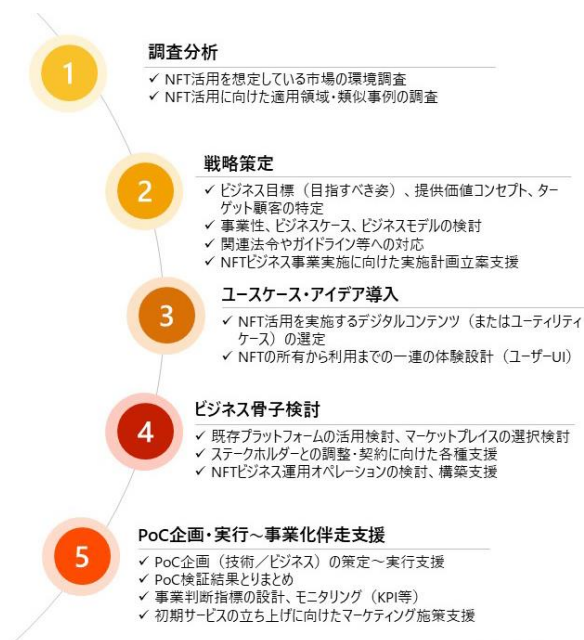 1
調査分析
✓ NFT活用を想定している市場の環境調査
✓ NFT活用に向けた適用領域・類似事例の調査
2
戦略策定
✓ ビジネス目標（目指すべき姿）、提供価値コンセプト、ター
ゲット顧客の特定
✓ 事業性、ビジネスケース、ビジネスモデルの検討
✓ 関連法令やガイドライン等への対応
✓ NFTビジネス事業実施に向けた実施計画立案支援
3
ユースケース・アイデア導入
✓ NFT活用を実施するデジタルコンテンツ（またはユーティリティ
ケース）の選定
✓ NFTの所有から利用までの一連の体験設計（ユーザーUI）
4
ビジネス骨子検討
✓ 既存プラットフォームの活用検討、マーケットプレイスの選択検討
✓ ステークホルダーとの調整・契約に向けた各種支援
✓ NFTビジネス運用オペレーションの検討、構築支援
5
PoC企画・実行～事業化伴走支援
✓ PoC企画（技術／ビジネス）の策定～実行支援
✓ PoC検証結果とりまとめ
✓ 事業判断指標の設計、モニタリング（KPI等）
✓ 初期サービスの立ち上げに向けたマーケティング施策支援